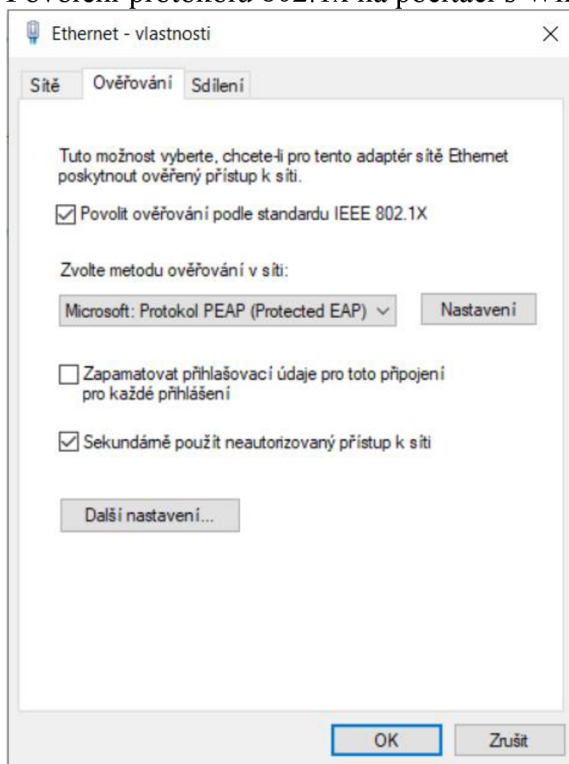 Povolení protokolu 802.1x na počítači s
Ethernet - vlastnosti
Sítě Ověřování Sdílení
Tuto možnost vyberte, chcete-li pro tento adaptér sítě Ethernet
poskytnout ověřený přístup k síti.
Povolit ověřování podle standardu IEEE 802.1X
Zvolte metodu ověřování v síti:
Microsoft: Protokol PEAP (Protected EAP) Nastavení
Zapamatovat přihlašovací údaje pro toto připojení
pro každé přihlášení
Sekundárně použít neautorizovaný přístup k síti
Další nastavení...
OK Zrušit